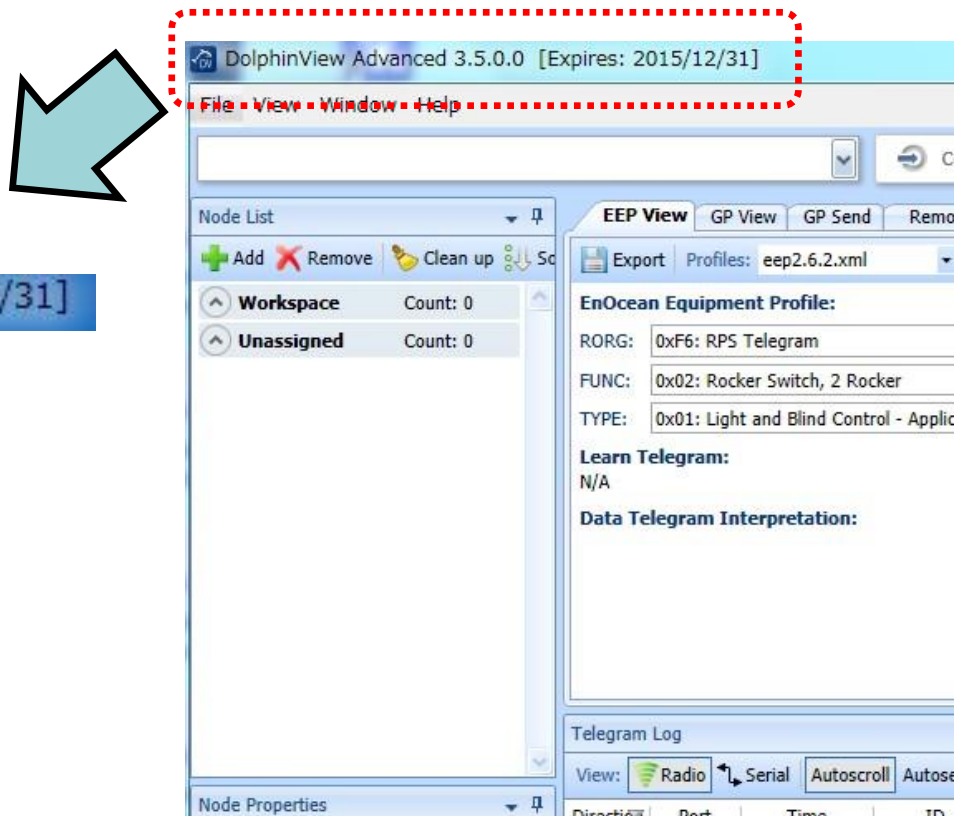 DolphinView Advanced 3.5.0.0 [Expires: 2015/12/31]
File View Window Help
/31]
Node List
Add Remove Clean up
Workspace Count: 0
Unassigned Count: 0
Node Properties
EEP View GP View GP Send
Export Profiles: eep2.6.2.xml
EnOcean Equipment Profile:
RORG: 0xF6: RPS Telegram
FUNC: 0x02: Rocker Switch, 2 Rocker
TYPE: 0x01: Light and Blind Control - Applic
Learn Telegram:
N/A
Data Telegram Interpretation:
Telegram Log
View: Radio Serial Autoscroll Autose
Port Time ID